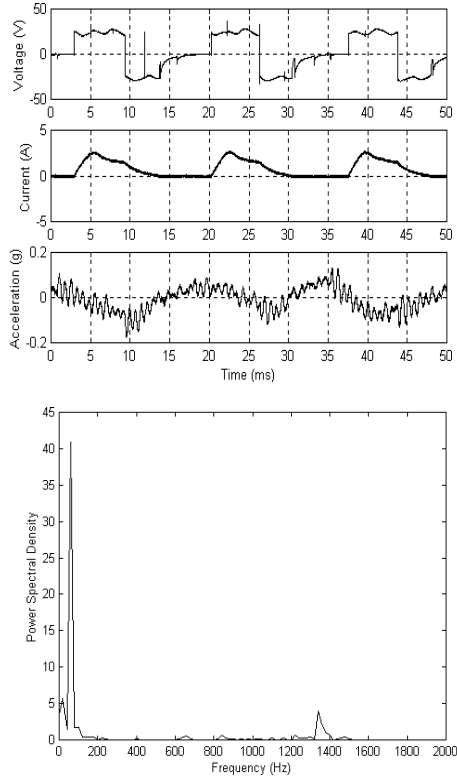 50
0
-50
Voltage (V)
0 5 10 15 20 25 30 35 40 45 50
5
0
-5
Current (A)
0 5 10 15 20 25 30 35 40 45 50
0.2
0
-0.2
Acceleration (g)
0 5 10 15 20 25 30 35 40 45 50
Time (ms)
45
40
35
30
25
20
15
10
5
0
Power Spectral Density
0 200 400 600 800 1000 1200 1400 1600 1800 2000
Frequency (Hz)